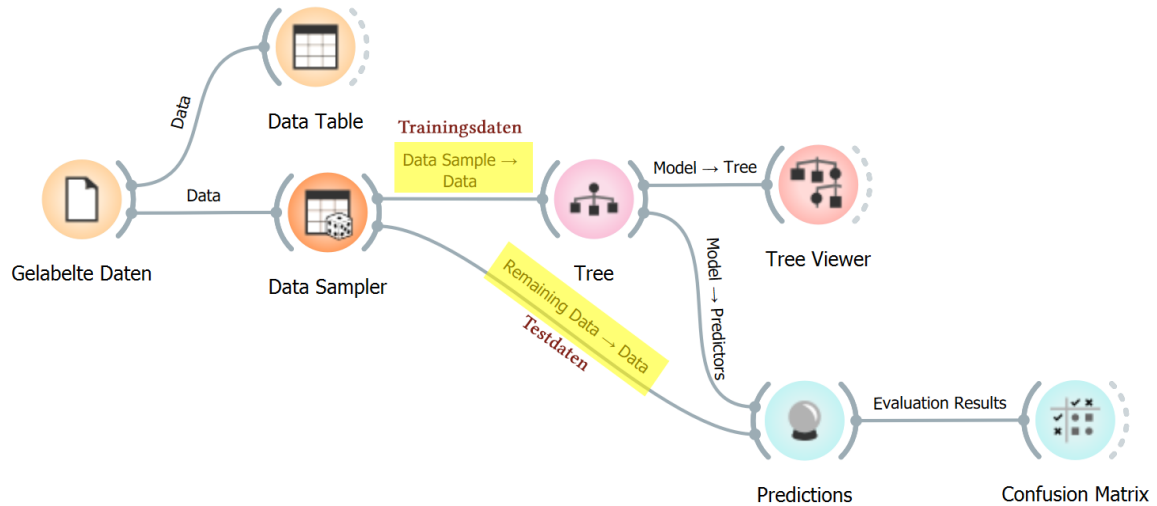 Data
Data Table
Trainingsdaten
Data Sample →
Data
Model → Tree
Data
Gelabelte Daten
Data Sampler
Tree
Tree Viewer
Remaining Data → Data
Testdaten
Model → Predictors
Evaluation Results
Predictions
Confusion Matrix